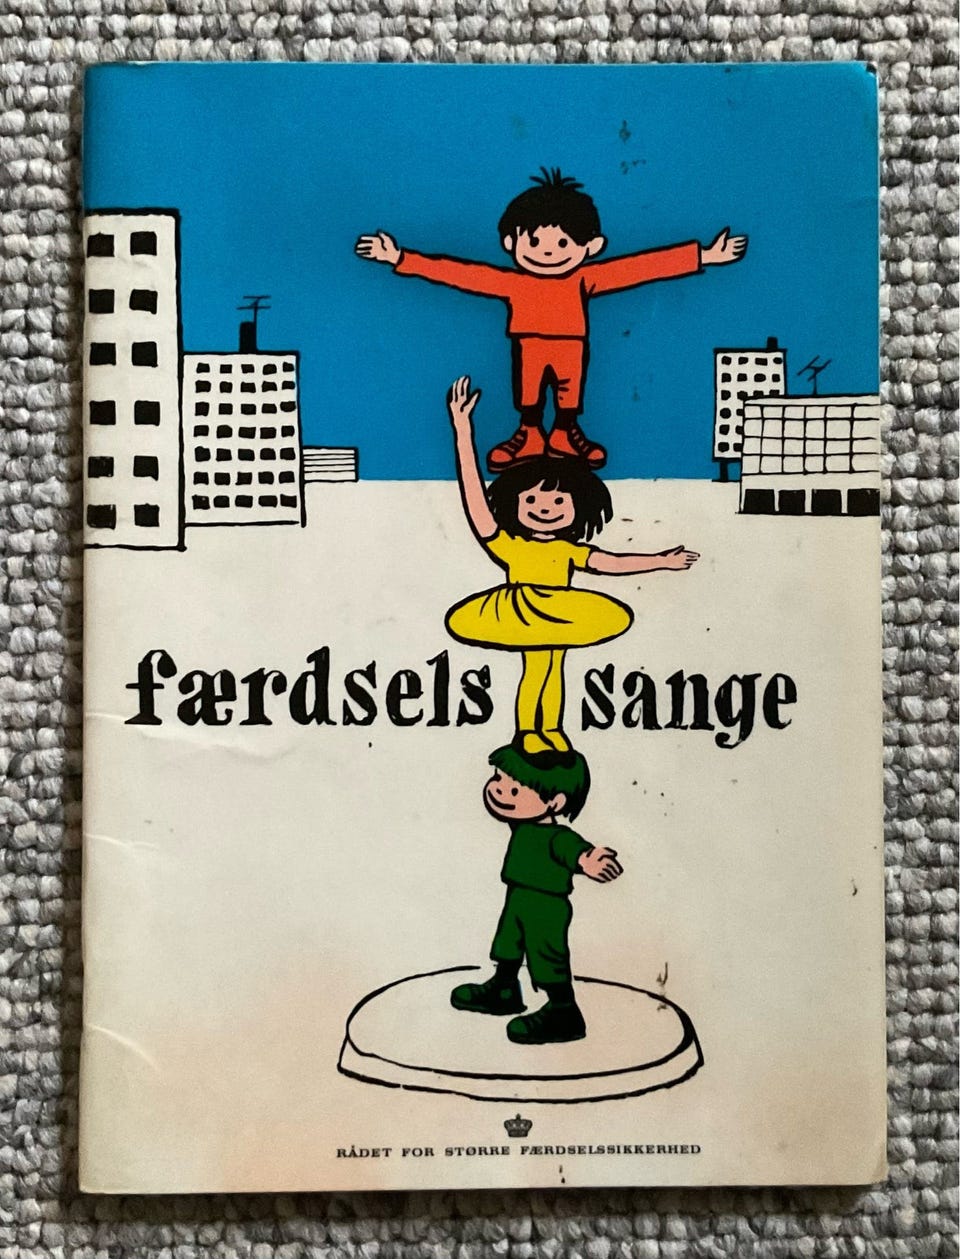 færdsels sange
RÅDET FOR STØRRE FÆRDSELSSIKKERHED